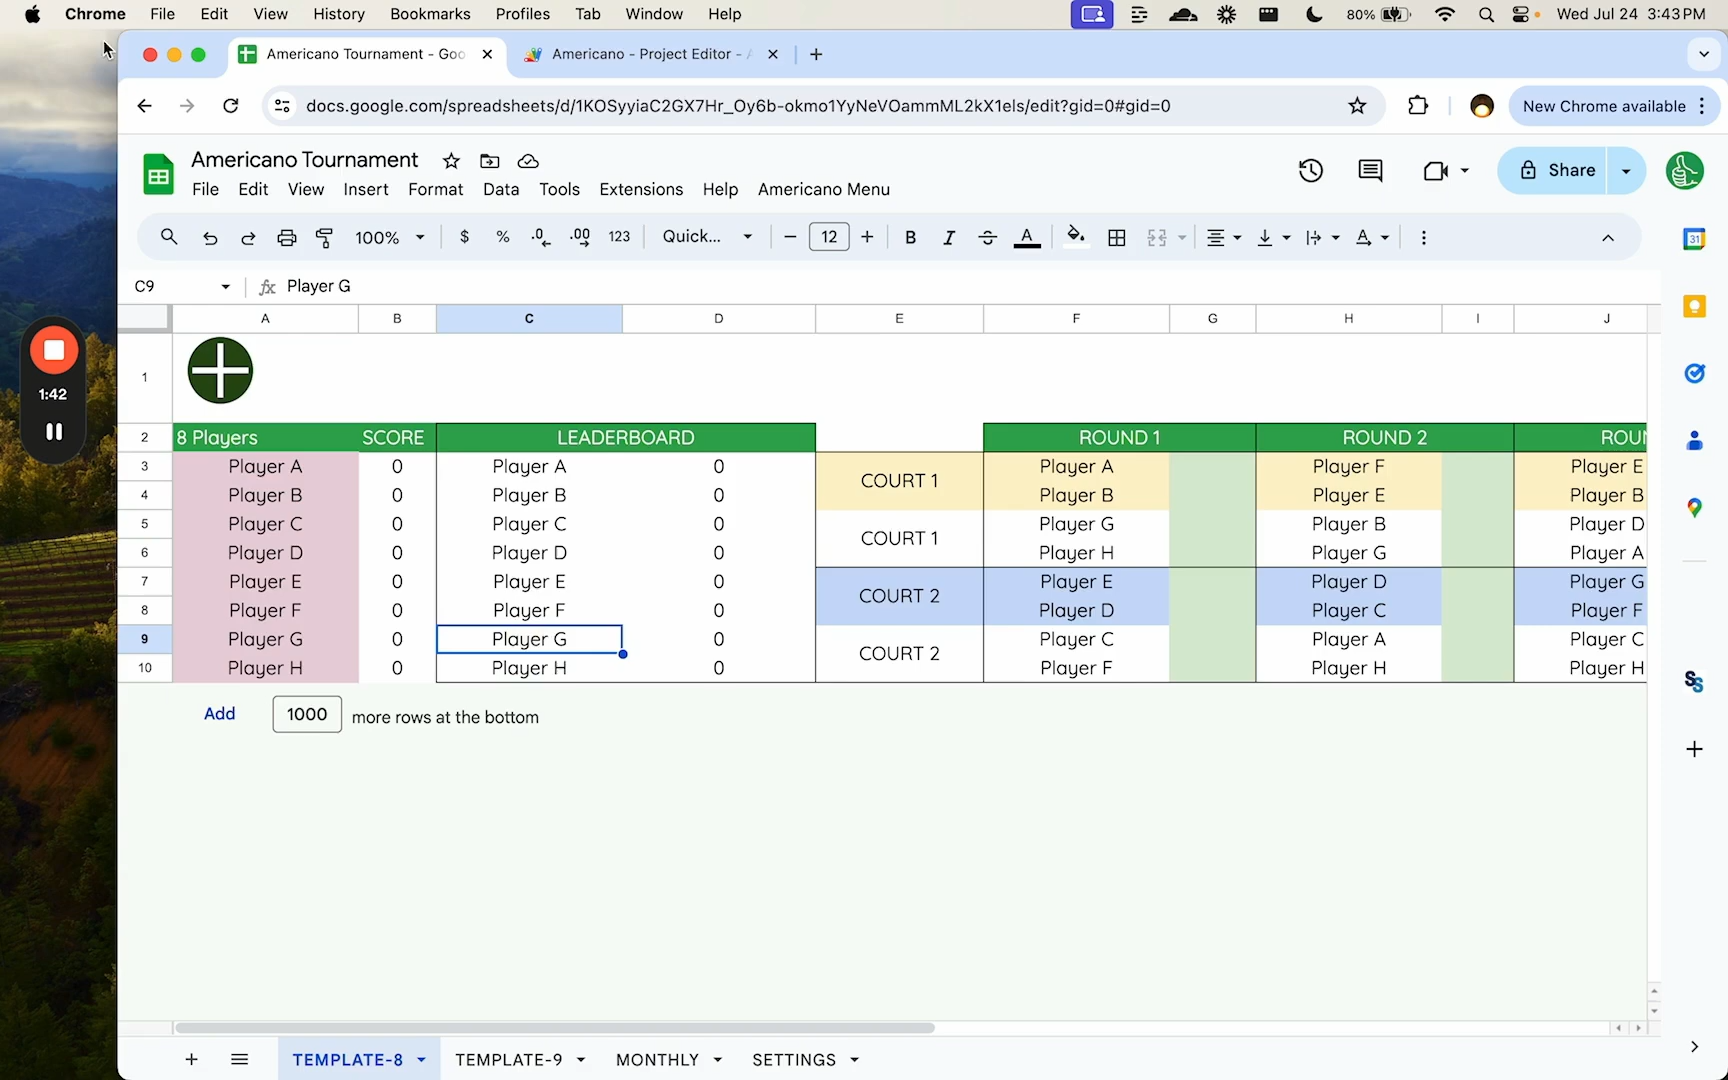 Chrome File Edit View History Bookmarks Profiles Tab Window Help 80% Wed Jul 24 3:43 PM
Americano Tournament - Goo Americano - Project Editor -
docs.google.com/spreadsheets/d/1KOSyyiaC2GX7Hr_Oy6b-okmo1YyNeVOammML2kX1els/edit?gid=0#gid=0 New Chrome available
Americano Tournament
File Edit View Insert Format Data Tools Extensions Help Americano Menu
Share
100% $ % .0 .00 123 Quick... 12 B I S A
31
C9 fx Player G
A B C D E F G H I J
1
1:42
2 8 Players SCORE LEADERBOARD ROUND 1 ROUND 2 ROUN
3 Player A 0 Player A 0 COURT 1 Player A Player F Player E
4 Player B 0 Player B 0 Player B Player E Player B
5 Player C 0 Player C 0 COURT 1 Player G Player B Player D
6 Player D 0 Player D 0 Player H Player G Player A
7 Player E 0 Player E 0 COURT 2 Player E Player D Player G
8 Player F 0 Player F 0 Player D Player C Player F
9 Player G 0 Player G 0 COURT 2 Player C Player A Player C
10 Player H 0 Player H 0 Player F Player H Player H
Add 1000 more rows at the bottom
TEMPLATE-8 TEMPLATE-9 MONTHLY SETTINGS